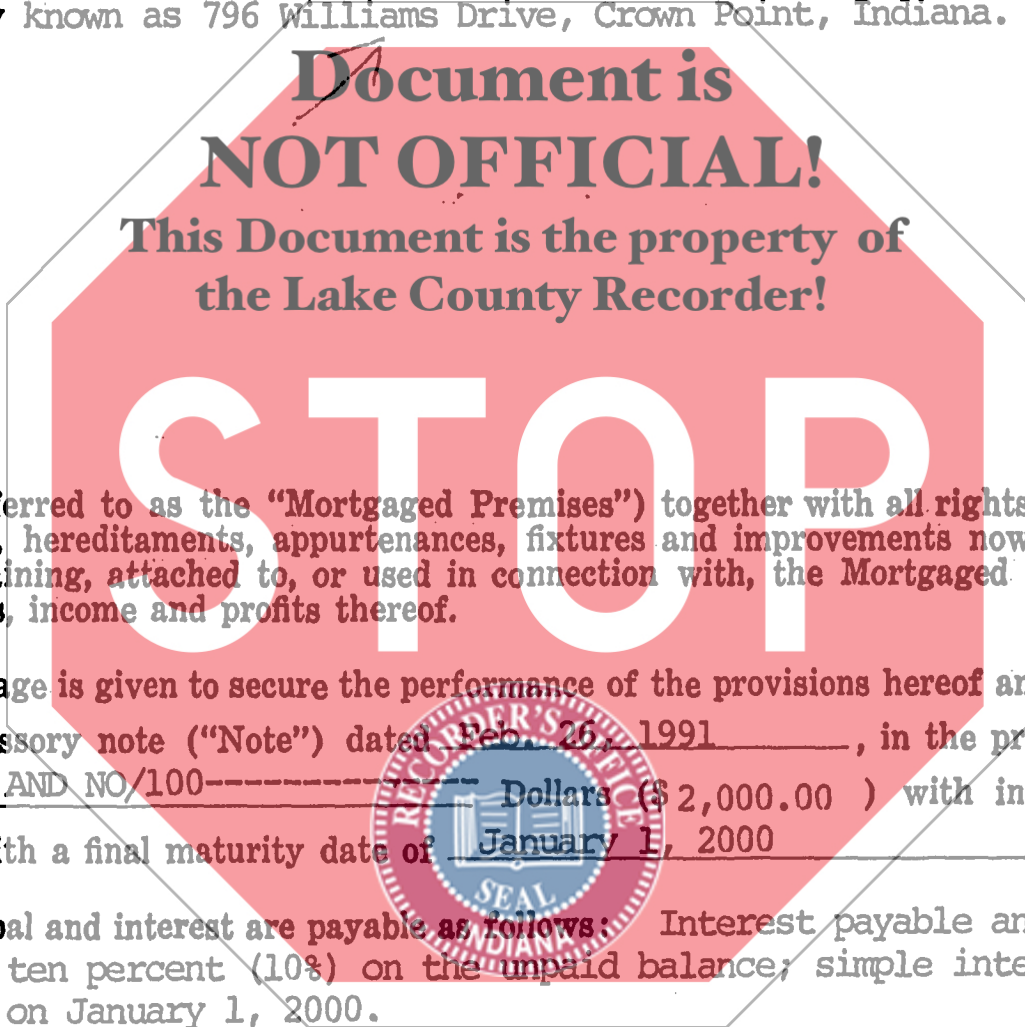 known as 796 Williams Drive, Crown Point, Indiana.
Document is
NOT OFFICIAL!
This Document is the property of
the Lake County Recorder!
STOP
erred to as the “Mortgaged Premises”) together with all rights
, hereditaments, appurtenances, fixtures and improvements now
ining, attached to, or used in connection with, the Mortgaged
, income and profits thereof.
age is given to secure the performance of the provisions hereof an
ssory note (“Note”) dated Feb. 26, 1991, in the pr
AND NO/100-------------- Dollars ($2,000.00 ) with in
th a final maturity date of January 1, 2000
RECORDER'S OFFICE
SEAL
INDIANA
pal and interest are payable as follows: Interest payable an
ten percent (10%) on the unpaid balance; simple inte
on January 1, 2000.